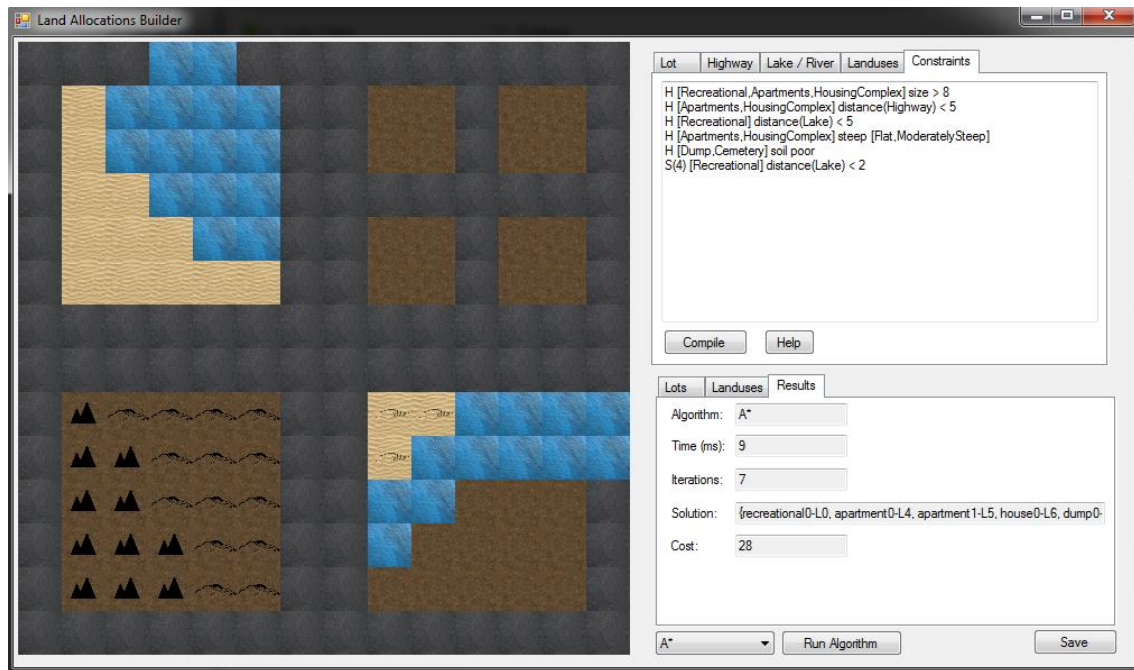 Land Allocations Builder
Lot Highway Lake / River Landuses Constraints
H [Recreational,Apartments,HousingComplex] size > 8
H [Apartments,HousingComplex] distance(Highway) < 5
H [Recreational] distance(Lake) < 5
H [Apartments,HousingComplex] steep [Flat,ModeratelySteep]
H [Dump,Cemetery] soil poor
S(4) [Recreational] distance(Lake) < 2
Compile Help
Lots Landuses Results
Algorithm: A*
Time (ms): 9
Iterations: 7
Solution: {recreational0-L0, apartment0-L4, apartment1-L5, house0-L6, dump0-
Cost: 28
A* Run Algorithm Save